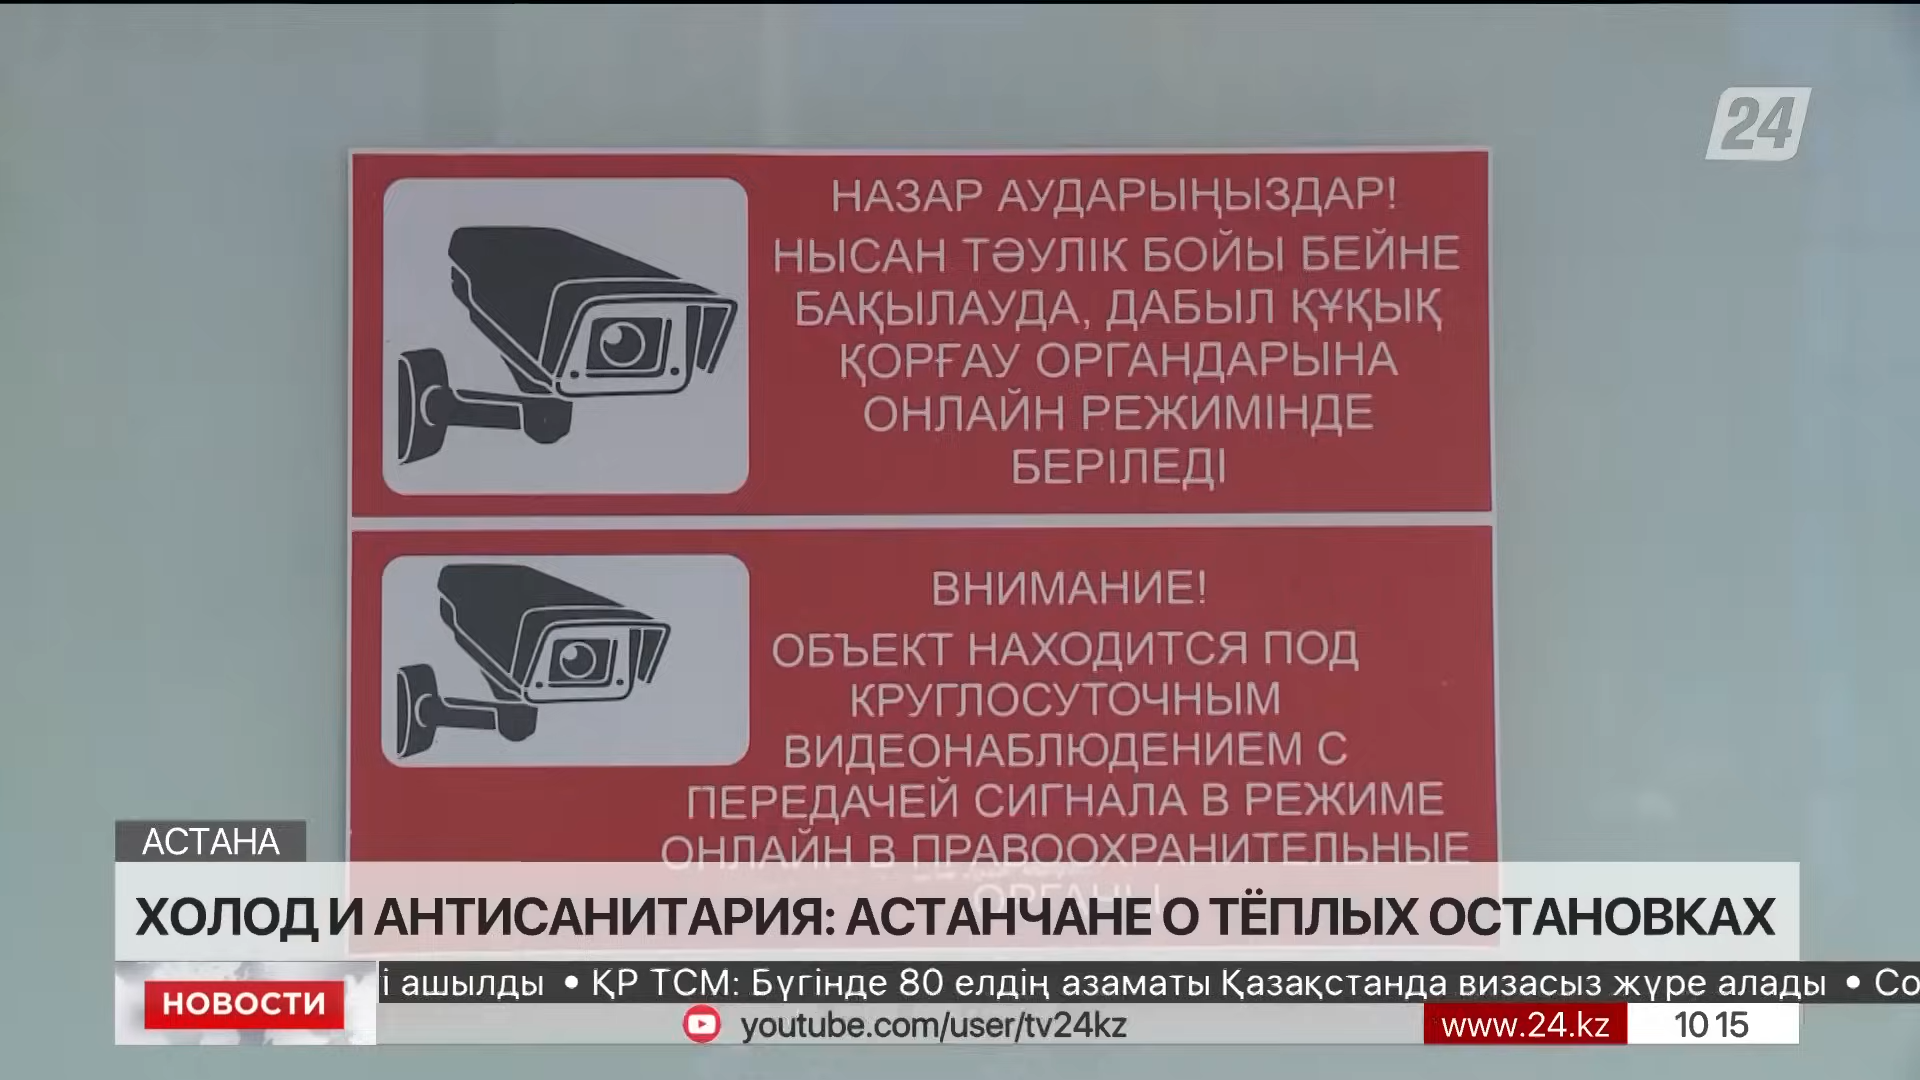 24
НАЗАР АУДАРЫҢЫЗДАР!
НЫСАН ТӘУЛІК БОЙЫ БЕЙНЕ
БАҚЫЛАУДА, ДАБЫЛ ҚҰҚЫҚ
ҚОРҒАУ ОРГАНДАРЫНА
ОНЛАЙН РЕЖИМІНДЕ
БЕРІЛЕДІ
ВНИМАНИЕ!
ОБЪЕКТ НАХОДИТСЯ ПОД
КРУГЛОСУТОЧНЫМ
ВИДЕОНАБЛЮДЕНИЕМ С
ПЕРЕДАЧЕЙ СИГНАЛА В РЕЖИМЕ
ОНЛАЙН В ПРАВООХРАНИТЕЛЬНЫЕ
ОРГАНЫ
АСТАНА
ХОЛОД И АНТИСАНИТАРИЯ: АСТАНЧАНЕ О ТЁПЛЫХ ОСТАНОВКАХ
НОВОСТИ
і ашылды • ҚР ТСМ: Бүгінде 80 елдің азаматы Қазақстанда визасыз жүре алады • Со
youtube.com/user/tv24kz
www.24.kz
10 15